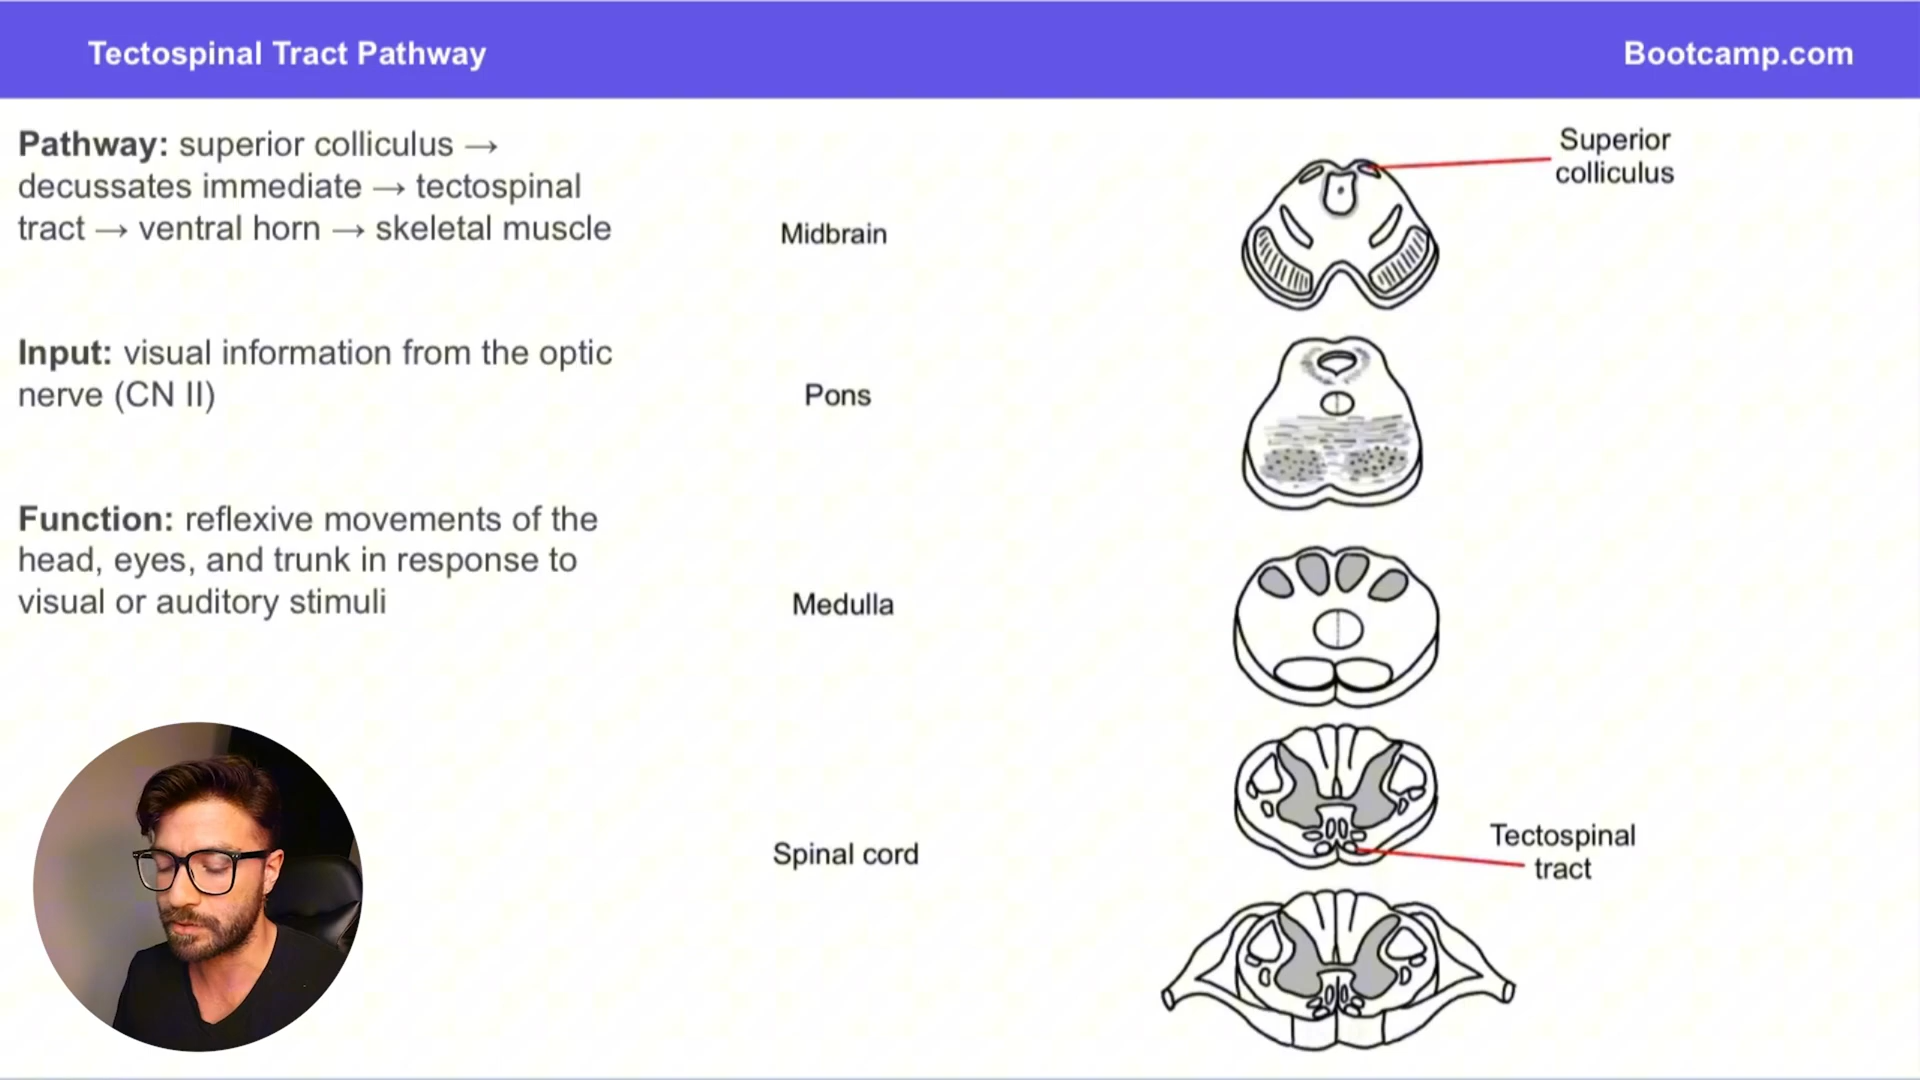 Tectospinal Tract Pathway
Bootcamp.com
Pathway: superior colliculus →
decussates immediate → tectospinal
tract → ventral horn → skeletal muscle
Input: visual information from the optic
nerve (CN II)
Function: reflexive movements of the
head, eyes, and trunk in response to
visual or auditory stimuli
Midbrain
Pons
Medulla
Spinal cord
Superior
colliculus
Tectospinal
tract